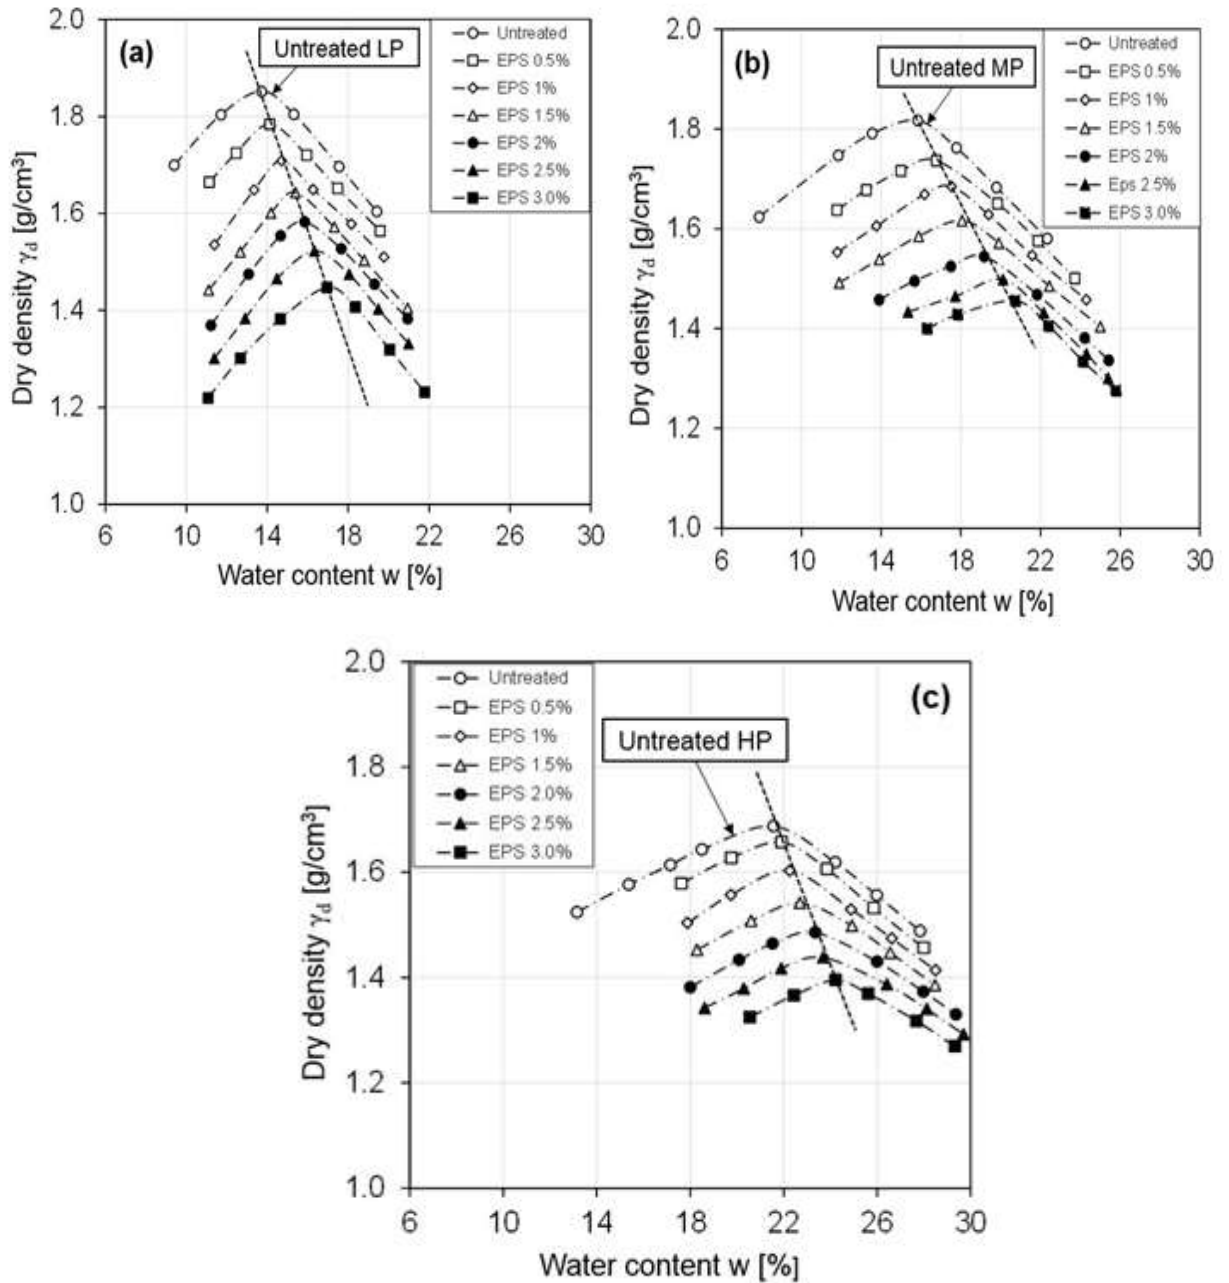 (a)
Untreated LP
Untreated
EPS 0.5%
EPS 1%
EPS 1.5%
EPS 2%
EPS 2.5%
EPS 3.0%
Dry density γd [g/cm³]
2.0
1.8
1.6
1.4
1.2
1.0
6 10 14 18 22 26 30
Water content w [%]
(b)
Untreated MP
Untreated
EPS 0.5%
EPS 1%
EPS 1.5%
EPS 2%
Eps 2.5%
EPS 3.0%
Dry density γd [g/cm³]
2.0
1.8
1.6
1.4
1.2
1.0
6 10 14 18 22 26 30
Water content w [%]
(c)
Untreated HP
Untreated
EPS 0.5%
EPS 1%
EPS 1.5%
EPS 2.0%
EPS 2.5%
EPS 3.0%
Dry density γd [g/cm³]
2.0
1.8
1.6
1.4
1.2
1.0
6 10 14 18 22 26 30
Water content w [%]